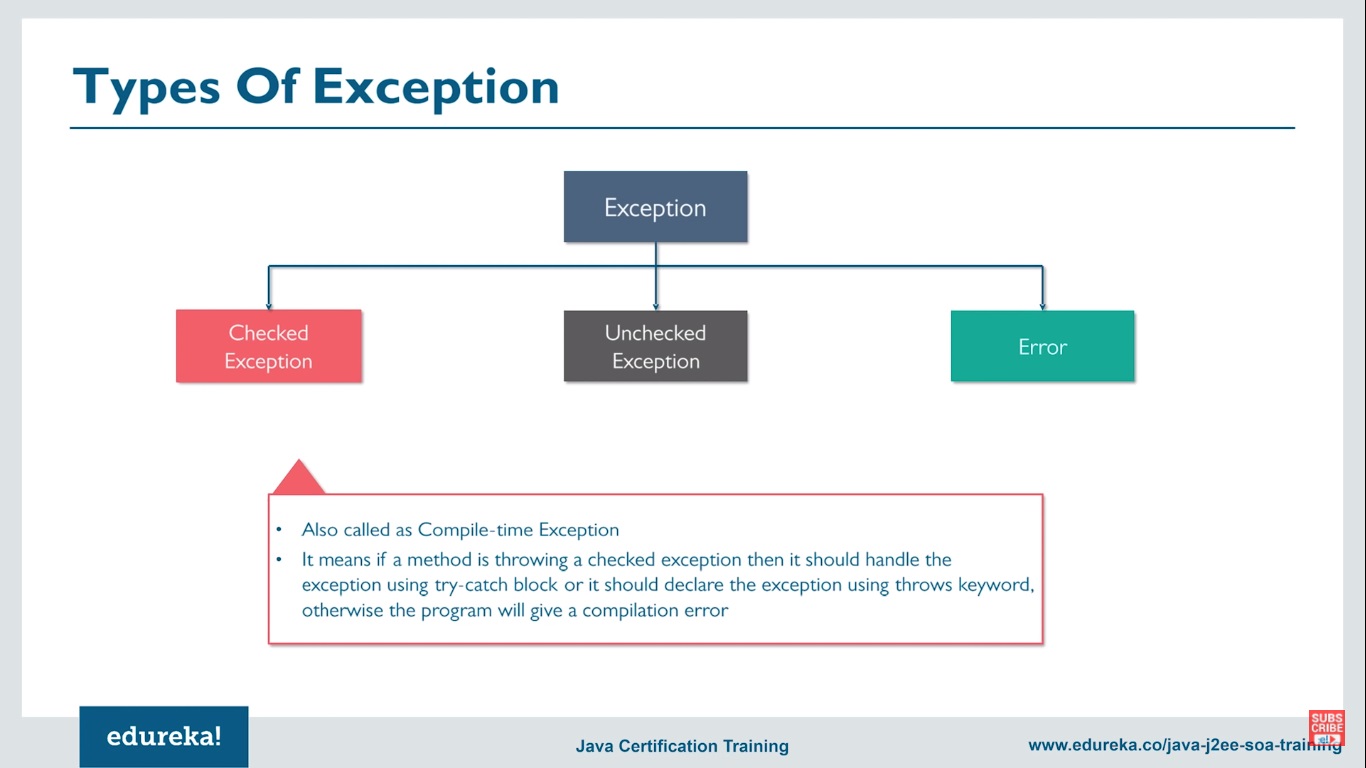 Types Of Exception
Exception
Checked
Exception
Unchecked
Exception
Error
• Also called as Compile-time Exception
• It means if a method is throwing a checked exception then it should handle the
exception using try-catch block or it should declare the exception using throws keyword,
otherwise the program will give a compilation error
edureka!
Java Certification Training
www.edureka.co/java-j2ee-soa-training
SUBS
CRIBE